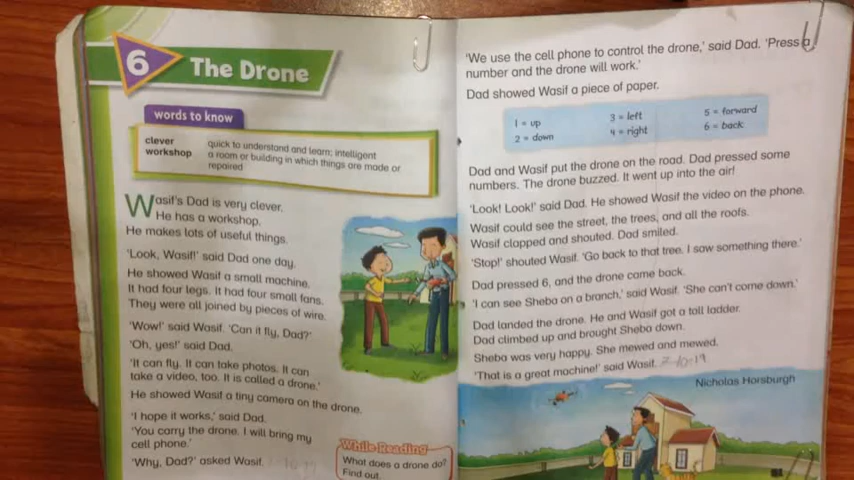 6 The Drone
words to know
clever quick to understand and learn; intelligent
workshop a room or building in which things are made or
repaired
Wasif's Dad is very clever.
He has a workshop.
He makes lots of useful things.
'Look, Wasif!' said Dad one day.
He showed Wasif a small machine.
It had four legs. It had four small fans.
They were all joined by pieces of wire.
'Wow!' said Wasif. 'Can it fly, Dad?'
'Oh, yes!' said Dad.
'It can fly. It can take photos. It can
take a video, too. It is called a drone.'
He showed Wasif a tiny camera on the drone.
'I hope it works,' said Dad.
'You carry the drone. I will bring my
cell phone.'
'Why, Dad?' asked Wasif.
While Reading
What does a drone do?
Find out.
'We use the cell phone to control the drone,' said Dad. 'Press a
number and the drone will work.'
Dad showed Wasif a piece of paper.
1 = up 3 = left 5 = forward
2 = down 4 = right 6 = back
Dad and Wasif put the drone on the road. Dad pressed some
numbers. The drone buzzed. It went up into the air!
'Look! Look!' said Dad. He showed Wasif the video on the phone.
Wasif could see the street, the trees, and all the roofs.
Wasif clapped and shouted. Dad smiled.
'Stop!' shouted Wasif. 'Go back to that tree. I saw something there.'
Dad pressed 6, and the drone came back.
'I can see Sheba on a branch,' said Wasif. 'She can't come down.'
Dad landed the drone. He and Wasif got a tall ladder.
Dad climbed up and brought Sheba down.
Sheba was very happy. She mewed and mewed.
'That is a great machine!' said Wasif. 7-10-19
Nicholas Horsburgh